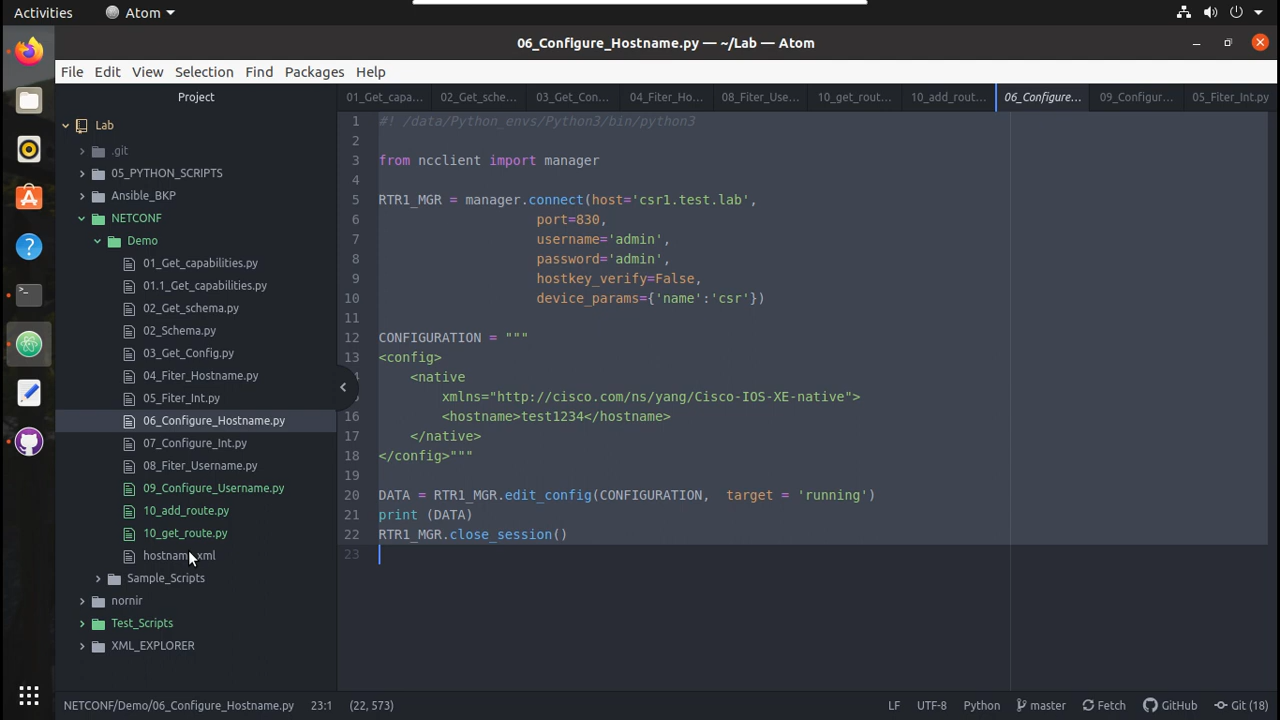 Activities
Atom
06_Configure_Hostname.py — ~/Lab — Atom
File Edit View Selection Find Packages Help
Project
Lab
.git
05_PYTHON_SCRIPTS
Ansible_BKP
NETCONF
Demo
01_Get_capabilities.py
01.1_Get_capabilities.py
02_Get_schema.py
02_Schema.py
03_Get_Config.py
04_Fiter_Hostname.py
05_Fiter_Int.py
06_Configure_Hostname.py
07_Configure_Int.py
08_Fiter_Username.py
09_Configure_Username.py
10_add_route.py
10_get_route.py
hostname.xml
Sample_Scripts
nornir
Test_Scripts
XML_EXPLORER
01_Get_capa... 02_Get_sche... 03_Get_Con... 04_Fiter_Ho... 08_Fiter_Use... 10_get_rout... 10_add_rout... 06_Configure... 09_Configur... 05_Fiter_Int.py
1 #! /data/Python_envs/Python3/bin/python3
2
3 from ncclient import manager
4
5 RTR1_MGR = manager.connect(host='csr1.test.lab',
6 port=830,
7 username='admin',
8 password='admin',
9 hostkey_verify=False,
10 device_params={'name':'csr'})
11
12 CONFIGURATION = """
13 <config>
4 <native
xmlns="http://cisco.com/ns/yang/Cisco-IOS-XE-native">
16 <hostname>test1234</hostname>
17 </native>
18 </config>"""
19
20 DATA = RTR1_MGR.edit_config(CONFIGURATION, target = 'running')
21 print (DATA)
22 RTR1_MGR.close_session()
23
NETCONF/Demo/06_Configure_Hostname.py 23:1 (22, 573) LF UTF-8 Python master Fetch GitHub Git (18)